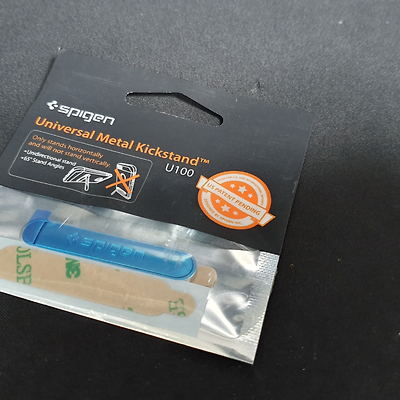 spigen
Universal Metal Kickstand™
U100
Only stands horizontally
and will not stand vertically.
•Unidirectional stand
•65° Stand Angles
US PATENT PENDING
spigen